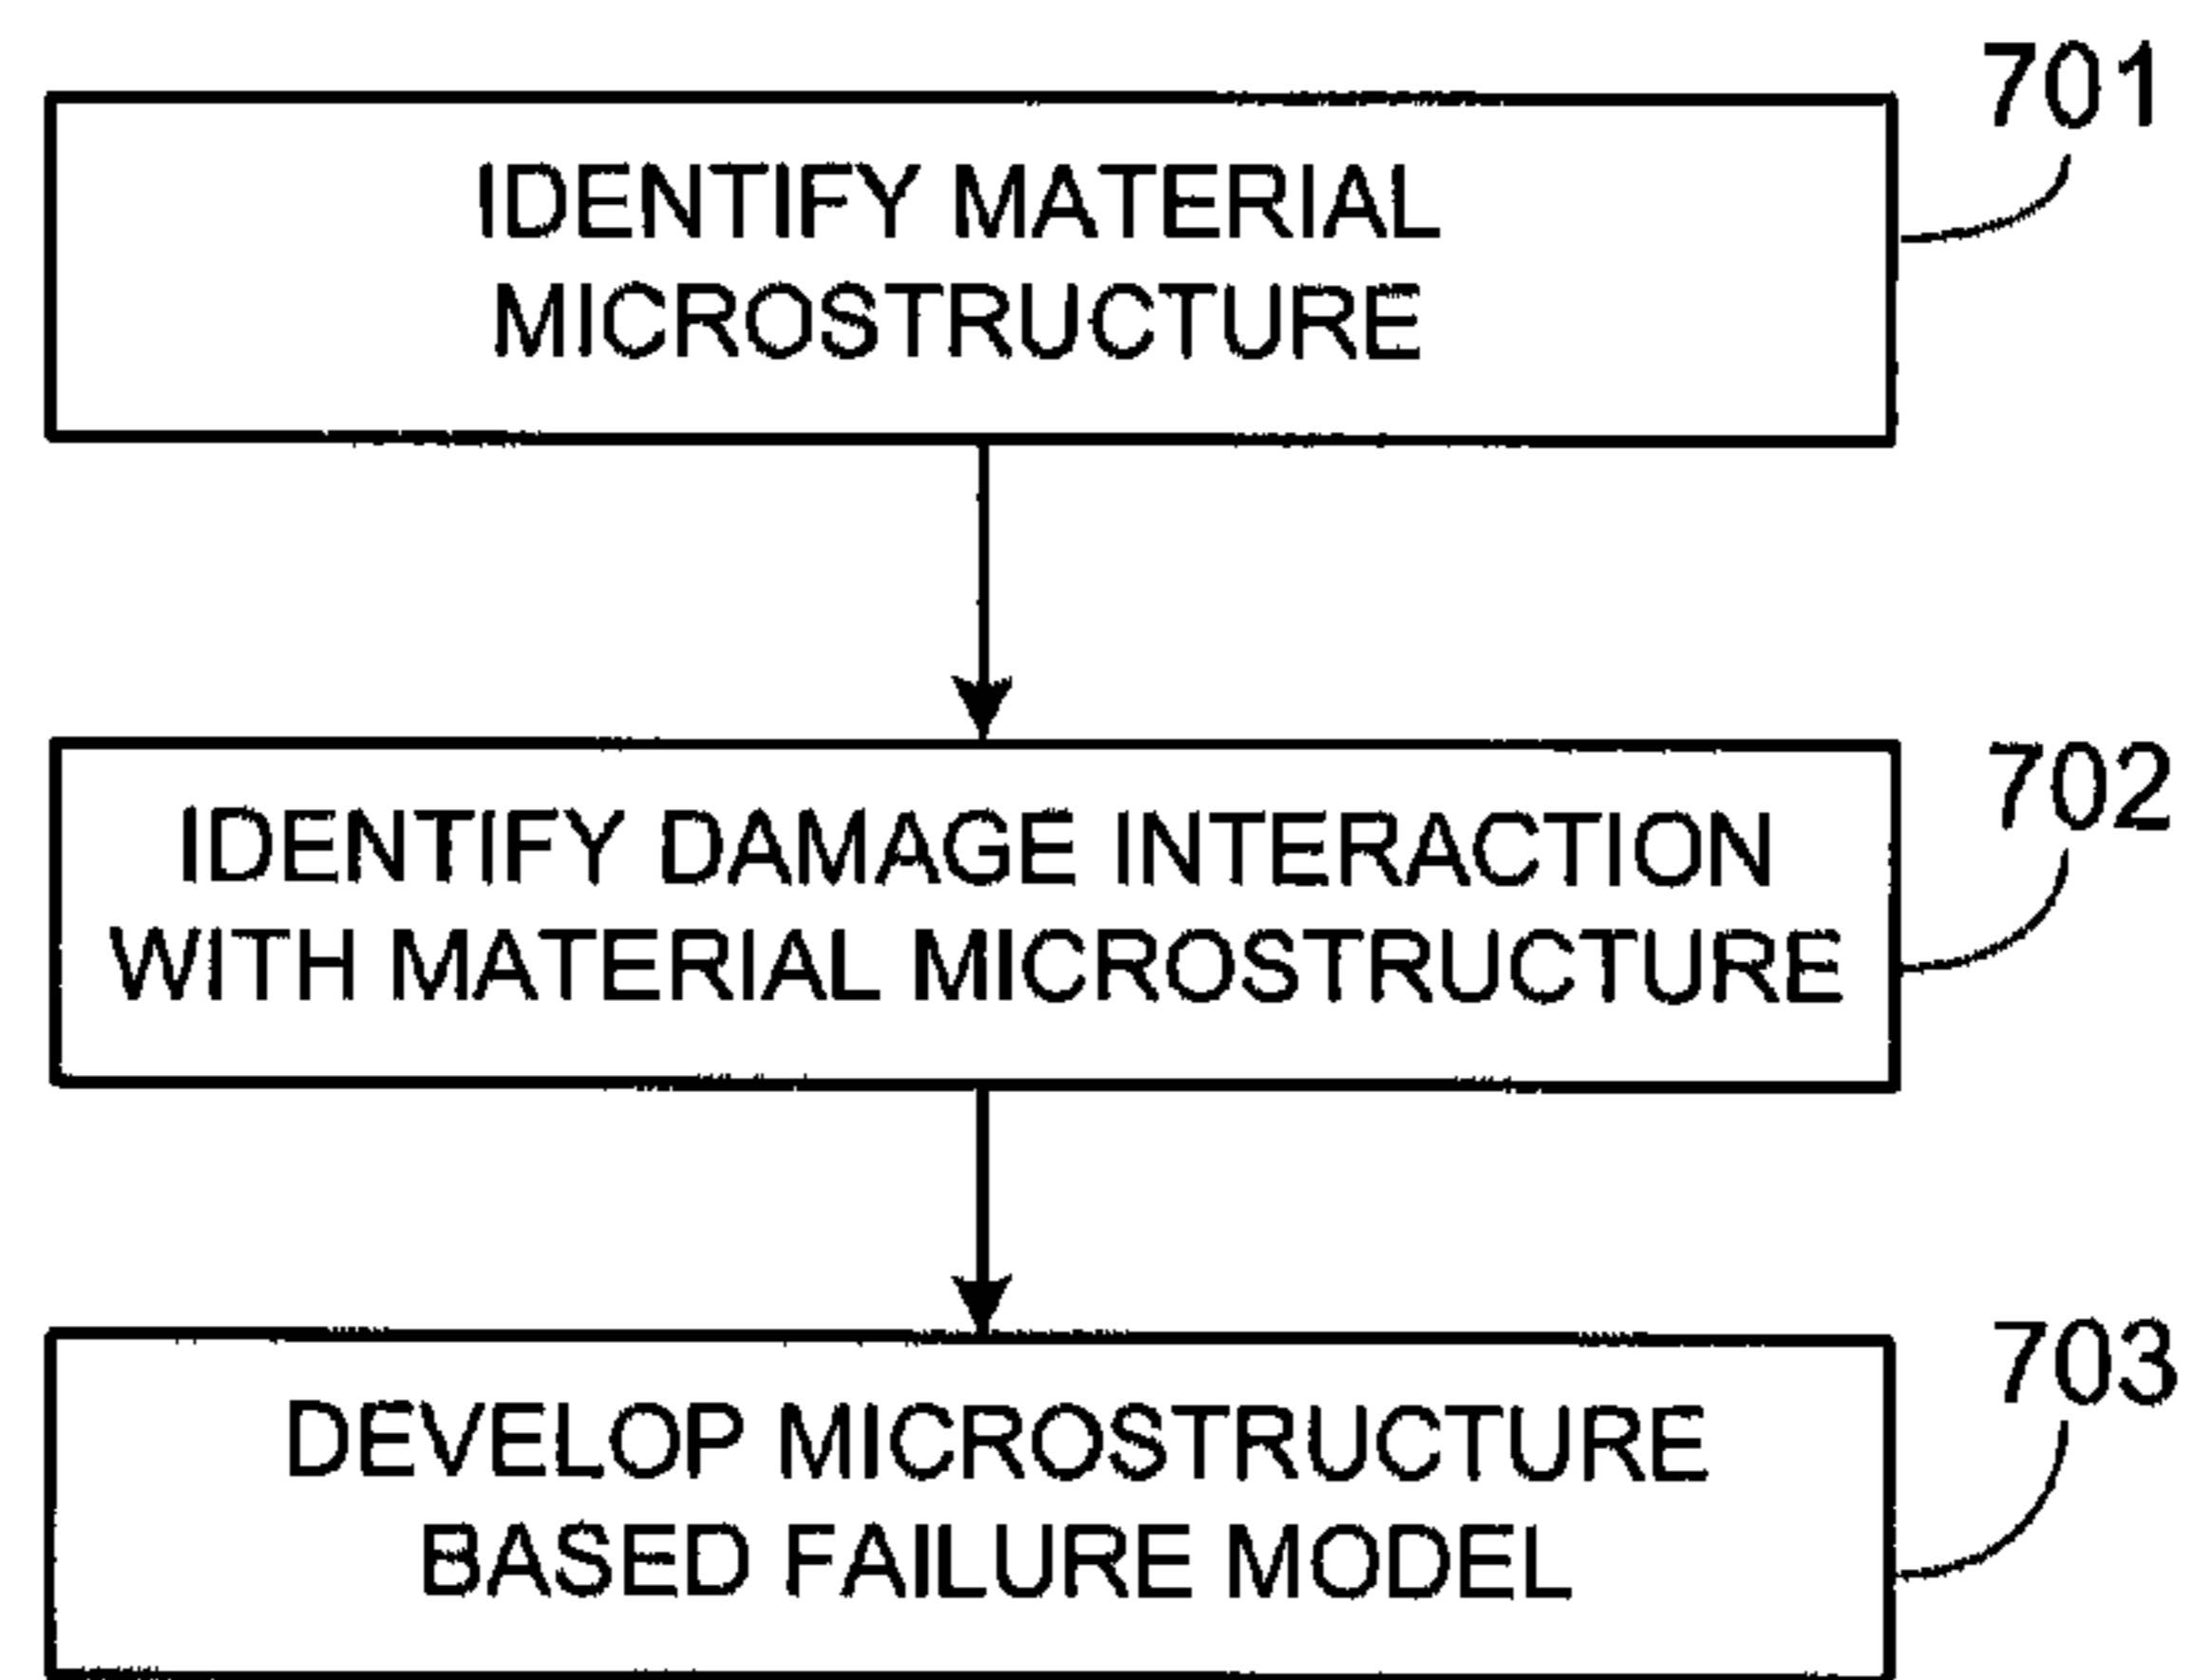 701
IDENTIFY MATERIAL
MICROSTRUCTURE
702
IDENTIFY DAMAGE INTERACTION
WITH MATERIAL MICROSTRUCTURE
703
DEVELOP MICROSTRUCTURE
BASED FAILURE MODEL